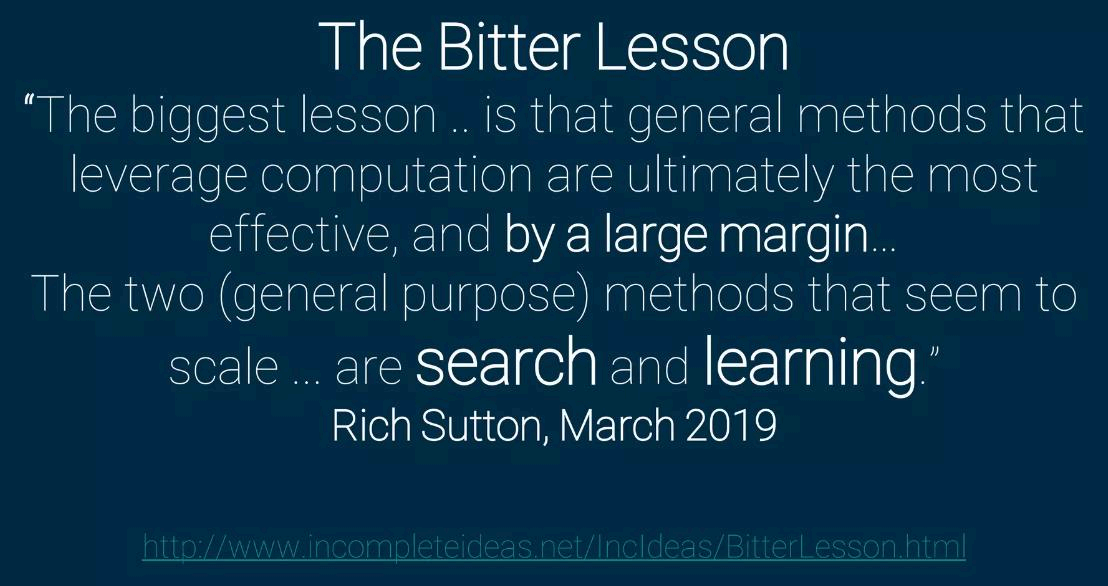 The Bitter Lesson
“The biggest lesson .. is that general methods that
leverage computation are ultimately the most
effective, and by a large margin...
The two (general purpose) methods that seem to
scale ... are search and learning.”
Rich Sutton, March 2019
http://www.incompleteideas.net/IncIdeas/BitterLesson.html